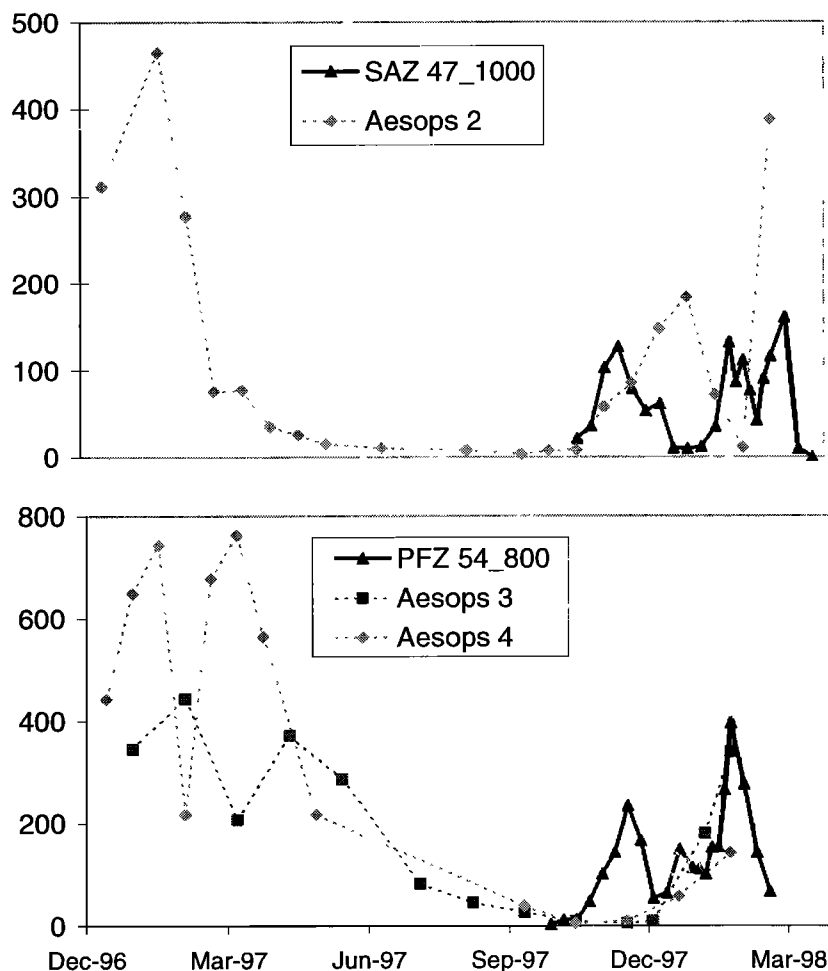 500
400
300
200
100
0
SAZ 47_1000
Aesops 2
800
600
400
200
0
PFZ 54_800
Aesops 3
Aesops 4
Dec-96 Mar-97 Jun-97 Sep-97 Dec-97 Mar-98